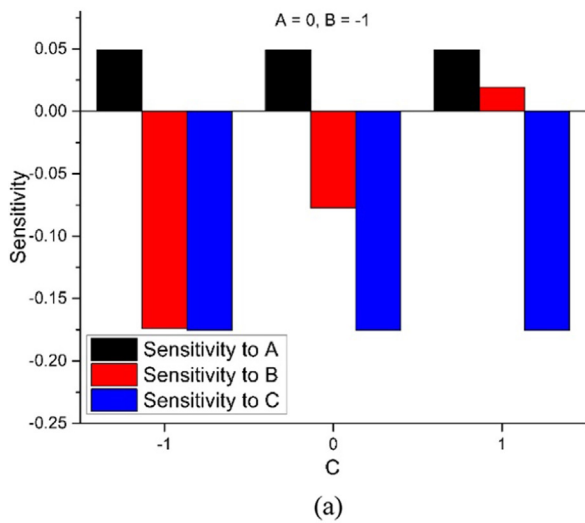 A = 0, B = -1
0.05
0.00
-0.05
-0.10
-0.15
-0.20
-0.25
Sensitivity
Sensitivity to A
Sensitivity to B
Sensitivity to C
-1 0 1
C
(a)